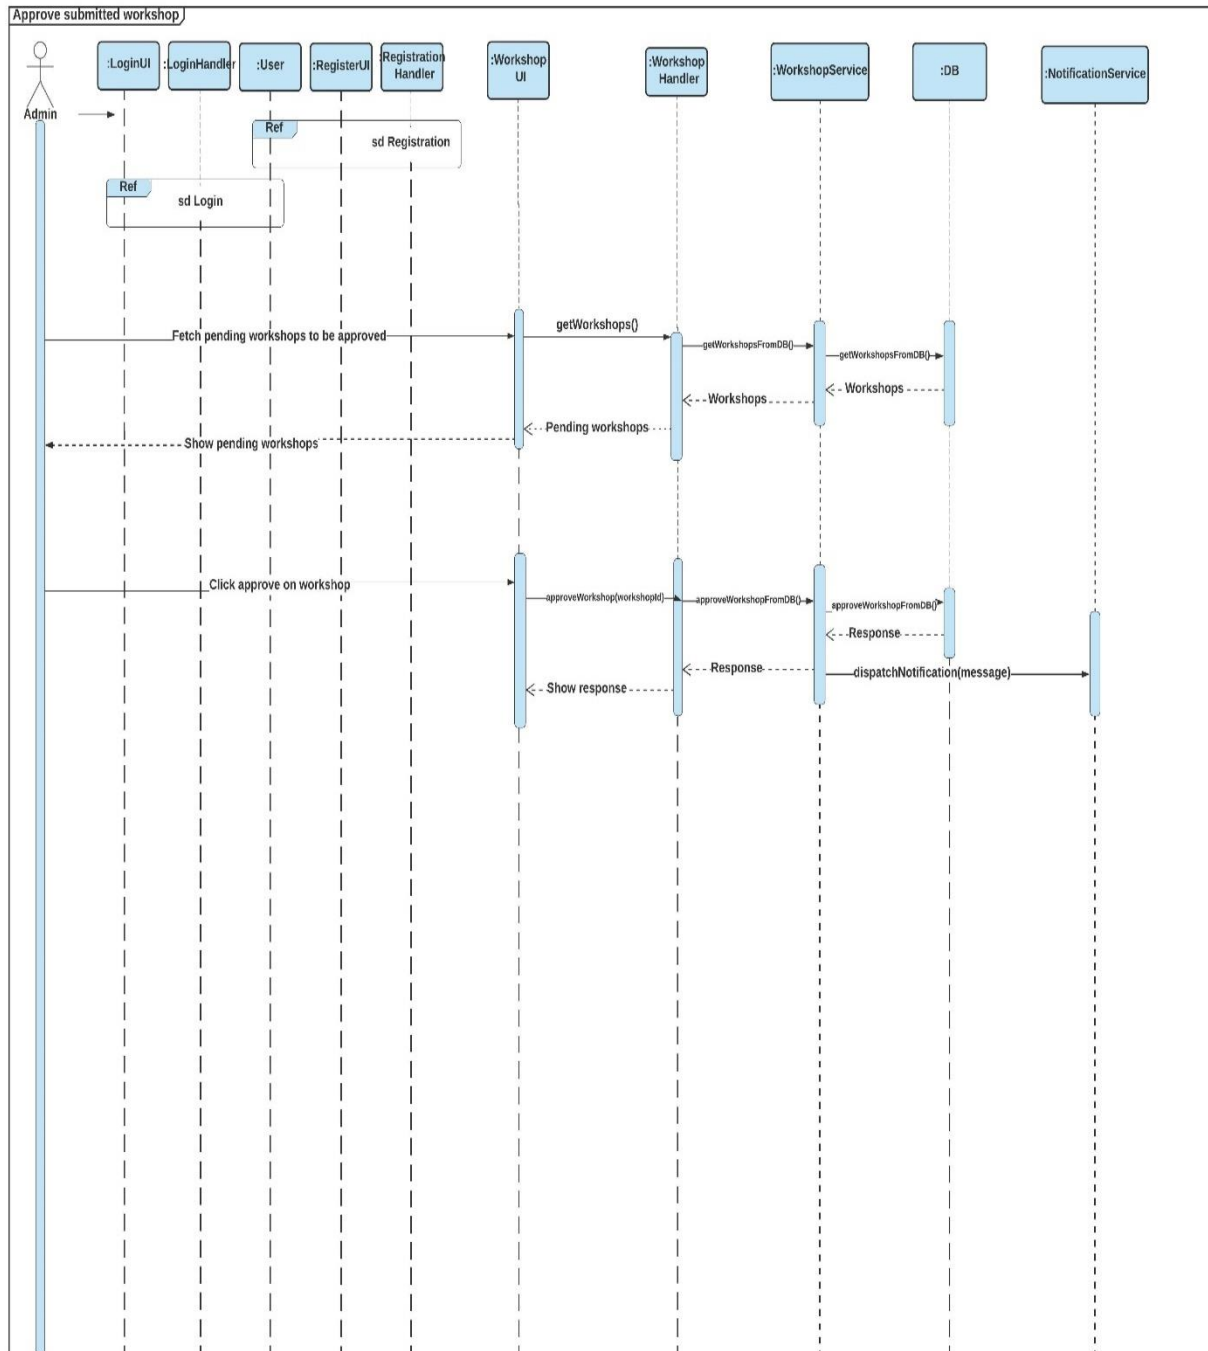 Approve submitted workshop
:LoginUI
:LoginHandler
:User
:RegisterUI
:Registration
Handler
:Workshop
UI
:Workshop
Handler
:WorkshopService
:DB
:NotificationService
Admin
Ref
sd Registration
Ref
sd Login
Fetch pending workshops to be approved
getWorkshops()
getWorkshopsFromDB()
getWorkshopsFromDB()
Workshops
Workshops
Pending workshops
Show pending workshops
Click approve on workshop
approveWorkshop(workshopId)
approveWorkshopFromDB()
approveWorkshopFromDB()
Response
Response
dispatchNotification(message)
Show response